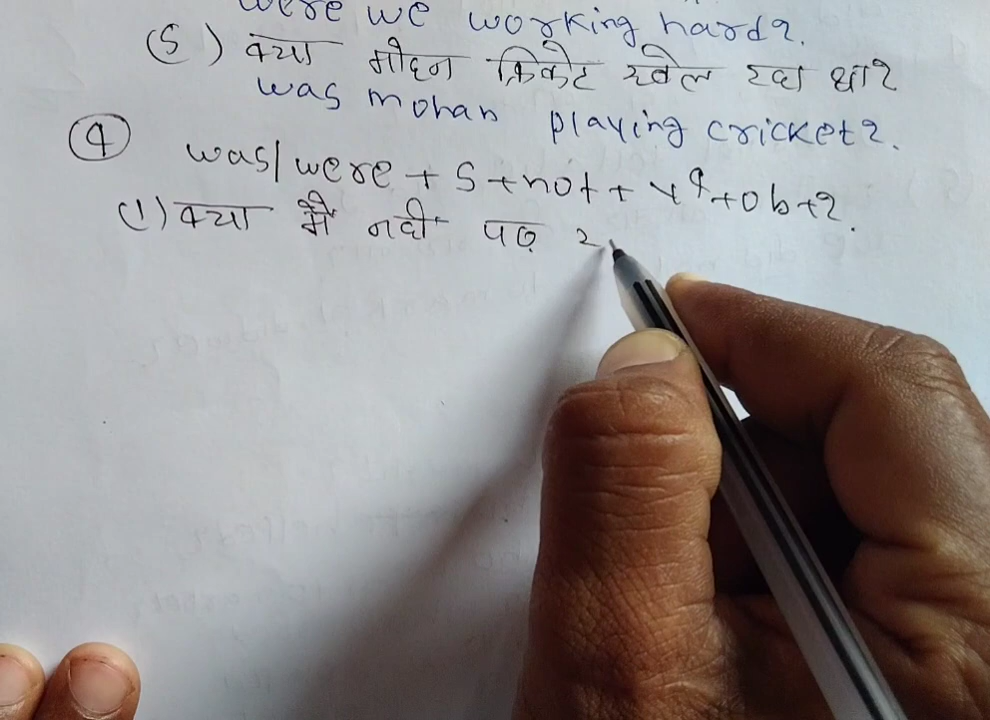 were we working hard?.
(5) क्या मोहन क्रिकेट खेल रहा था?
was mohan playing cricket?.
④ was/were + S + not + v⁴ + ob + ?.
(1) क्या मैं नहीं पढ़ र